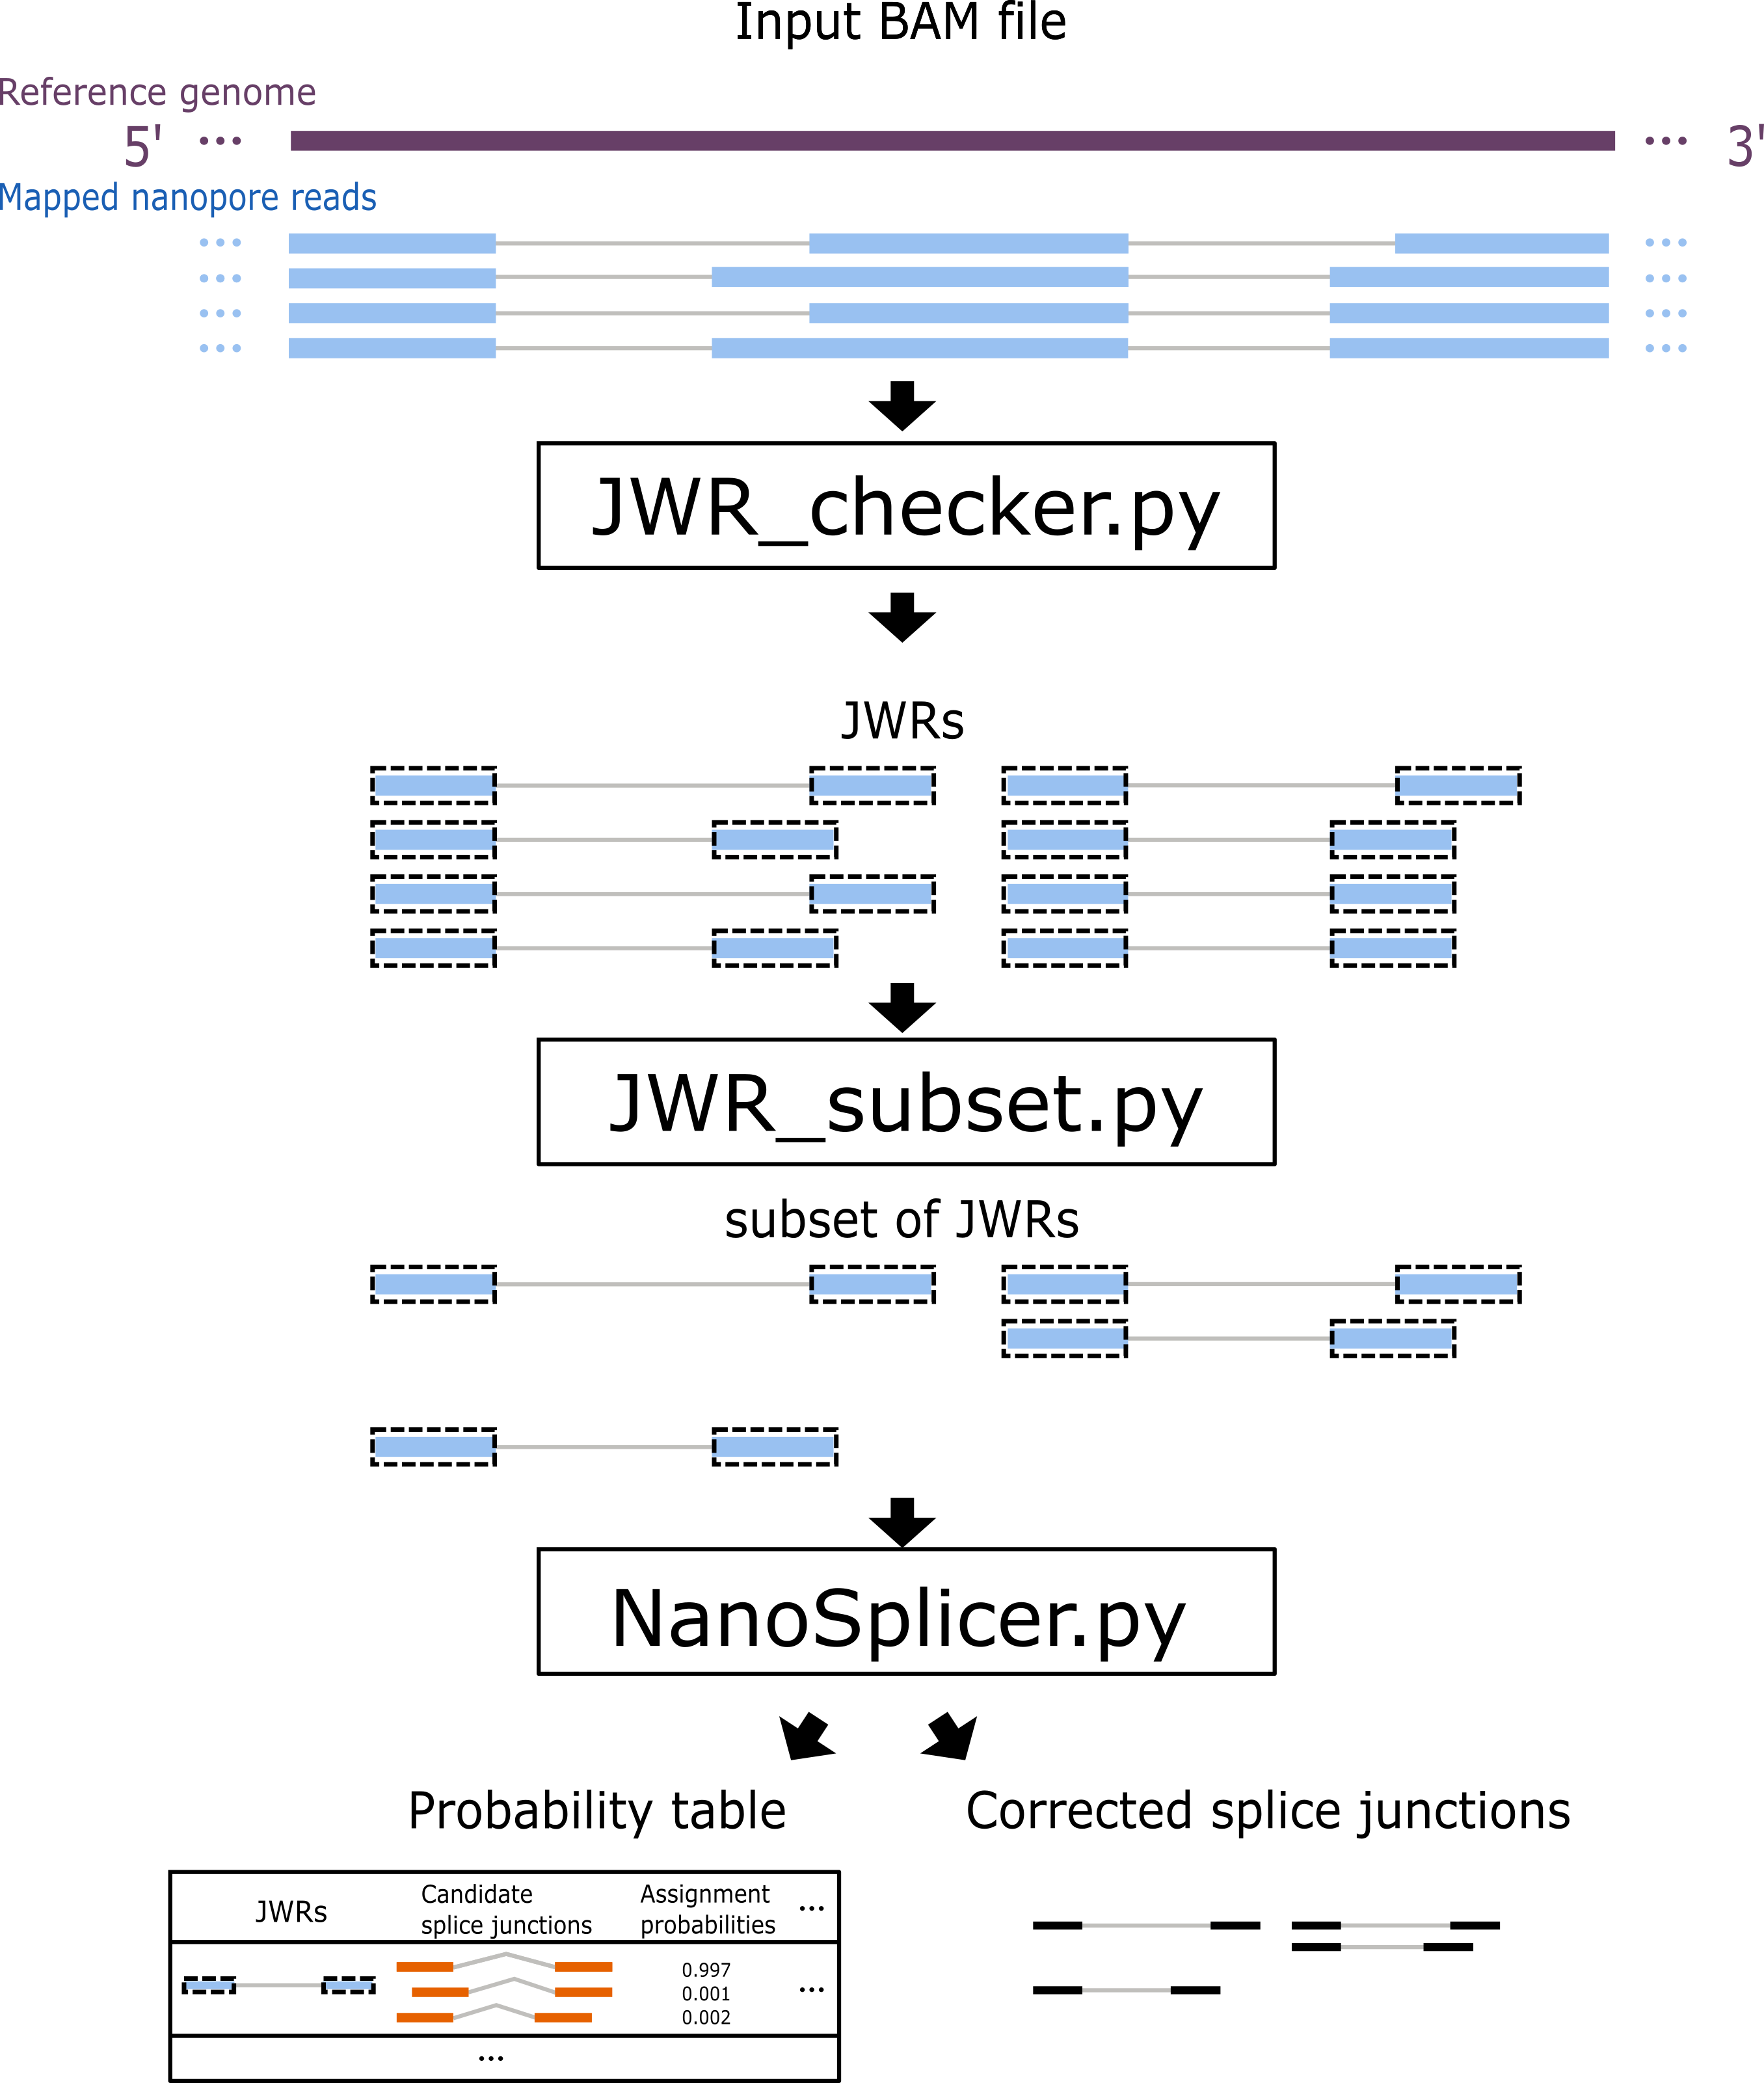 Input BAM file
Reference genome
5' ... ... 3'
Mapped nanopore reads
... ...
... ...
... ...
... ...
JWR_checker.py
JWRs
JWR_subset.py
subset of JWRs
NanoSplicer.py
Probability table
Corrected splice junctions
JWRs
Candidate
splice junctions
Assignment
probabilities
...
0.997
0.001
0.002
...
...